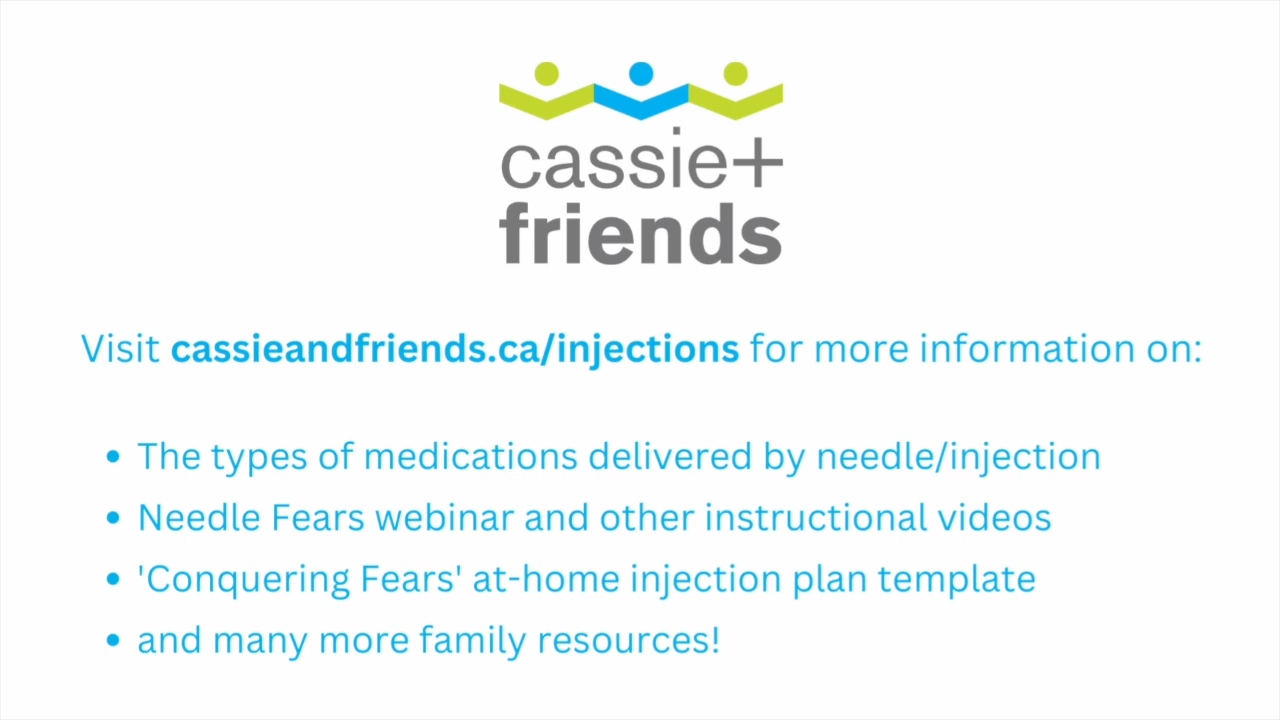 cassie+
friends
Visit cassieandfriends.ca/injections for more information on:
• The types of medications delivered by needle/injection
• Needle Fears webinar and other instructional videos
• 'Conquering Fears' at-home injection plan template
• and many more family resources!